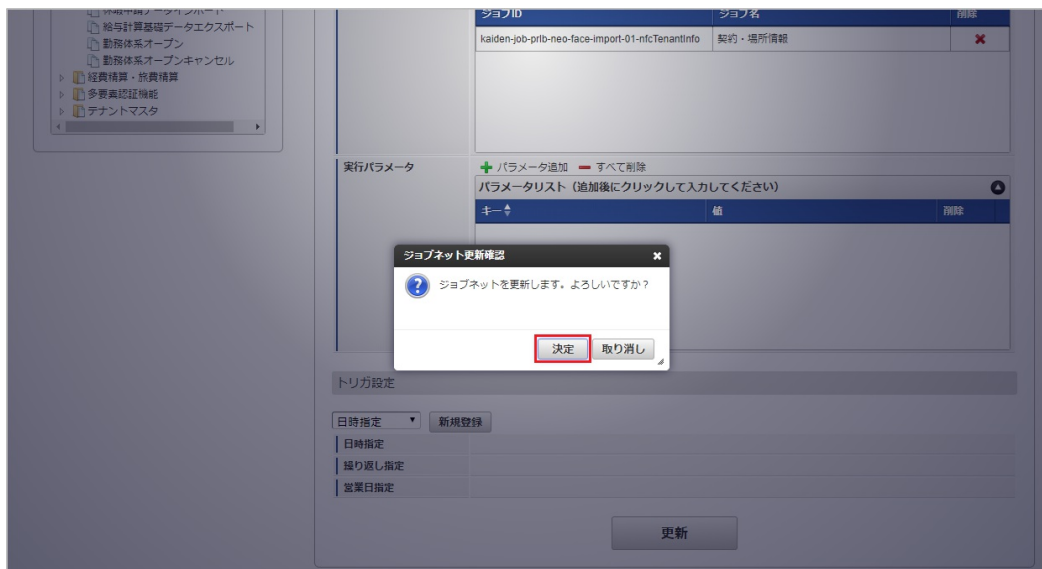 ジョブID ジョブ名 削除
給与計算基礎データエクスポート
勤務体系オープン
勤務体系オープンキャンセル
経費積算・旅費積算
多要素認証機能
テナントマスタ
kaiden-job-prlb-neo-face-import-01-nfcTenantInfo 契約・場所情報
実行パラメータ
パラメータ追加 すべて削除
パラメータリスト（追加後にクリックして入力してください）
キー 値 削除
ジョブネット更新確認
ジョブネットを更新します。よろしいですか？
決定 取り消し
トリガ設定
日時指定 新規登録
日時指定
繰り返し指定
営業日指定
更新